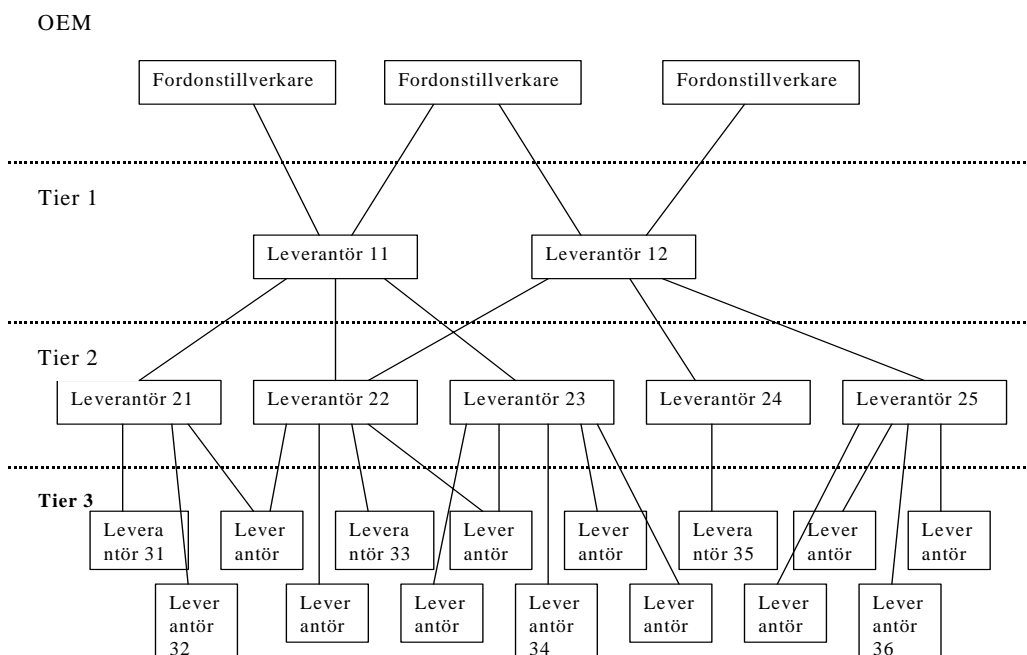 OEM
Fordonstillverkare
Fordonstillverkare
Fordonstillverkare
Tier 1
Leverantör 11
Leverantör 12
Tier 2
Leverantör 21
Leverantör 22
Leverantör 23
Leverantör 24
Leverantör 25
Tier 3
Levera
ntör 31
Lever
antör
Levera
ntör 33
Lever
antör
Lever
antör
Levera
ntör 35
Lever
antör
Lever
antör
Lever
antör
32
Lever
antör
Lever
antör
Lever
antör
34
Lever
antör
Lever
antör
Lever
antör
36